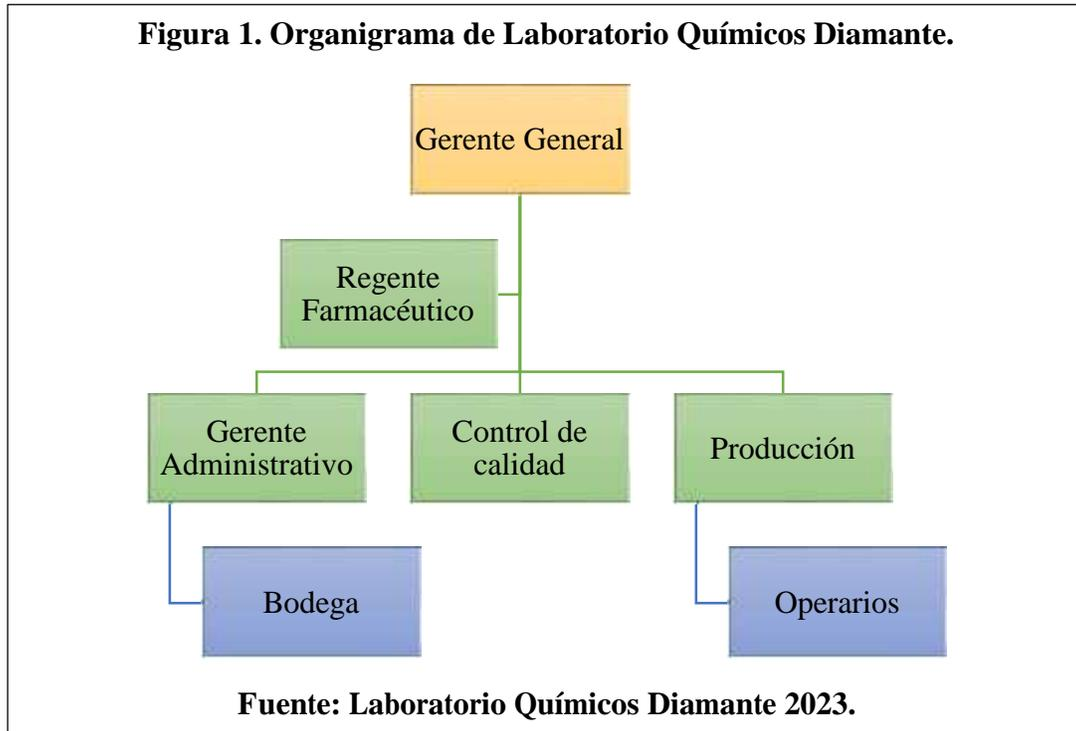 Figura 1. Organigrama de Laboratorio Químicos Diamante.
Gerente General
Regente
Farmacéutico
Gerente
Administrativo
Control de
calidad
Producción
Bodega
Operarios
Fuente: Laboratorio Químicos Diamante 2023.